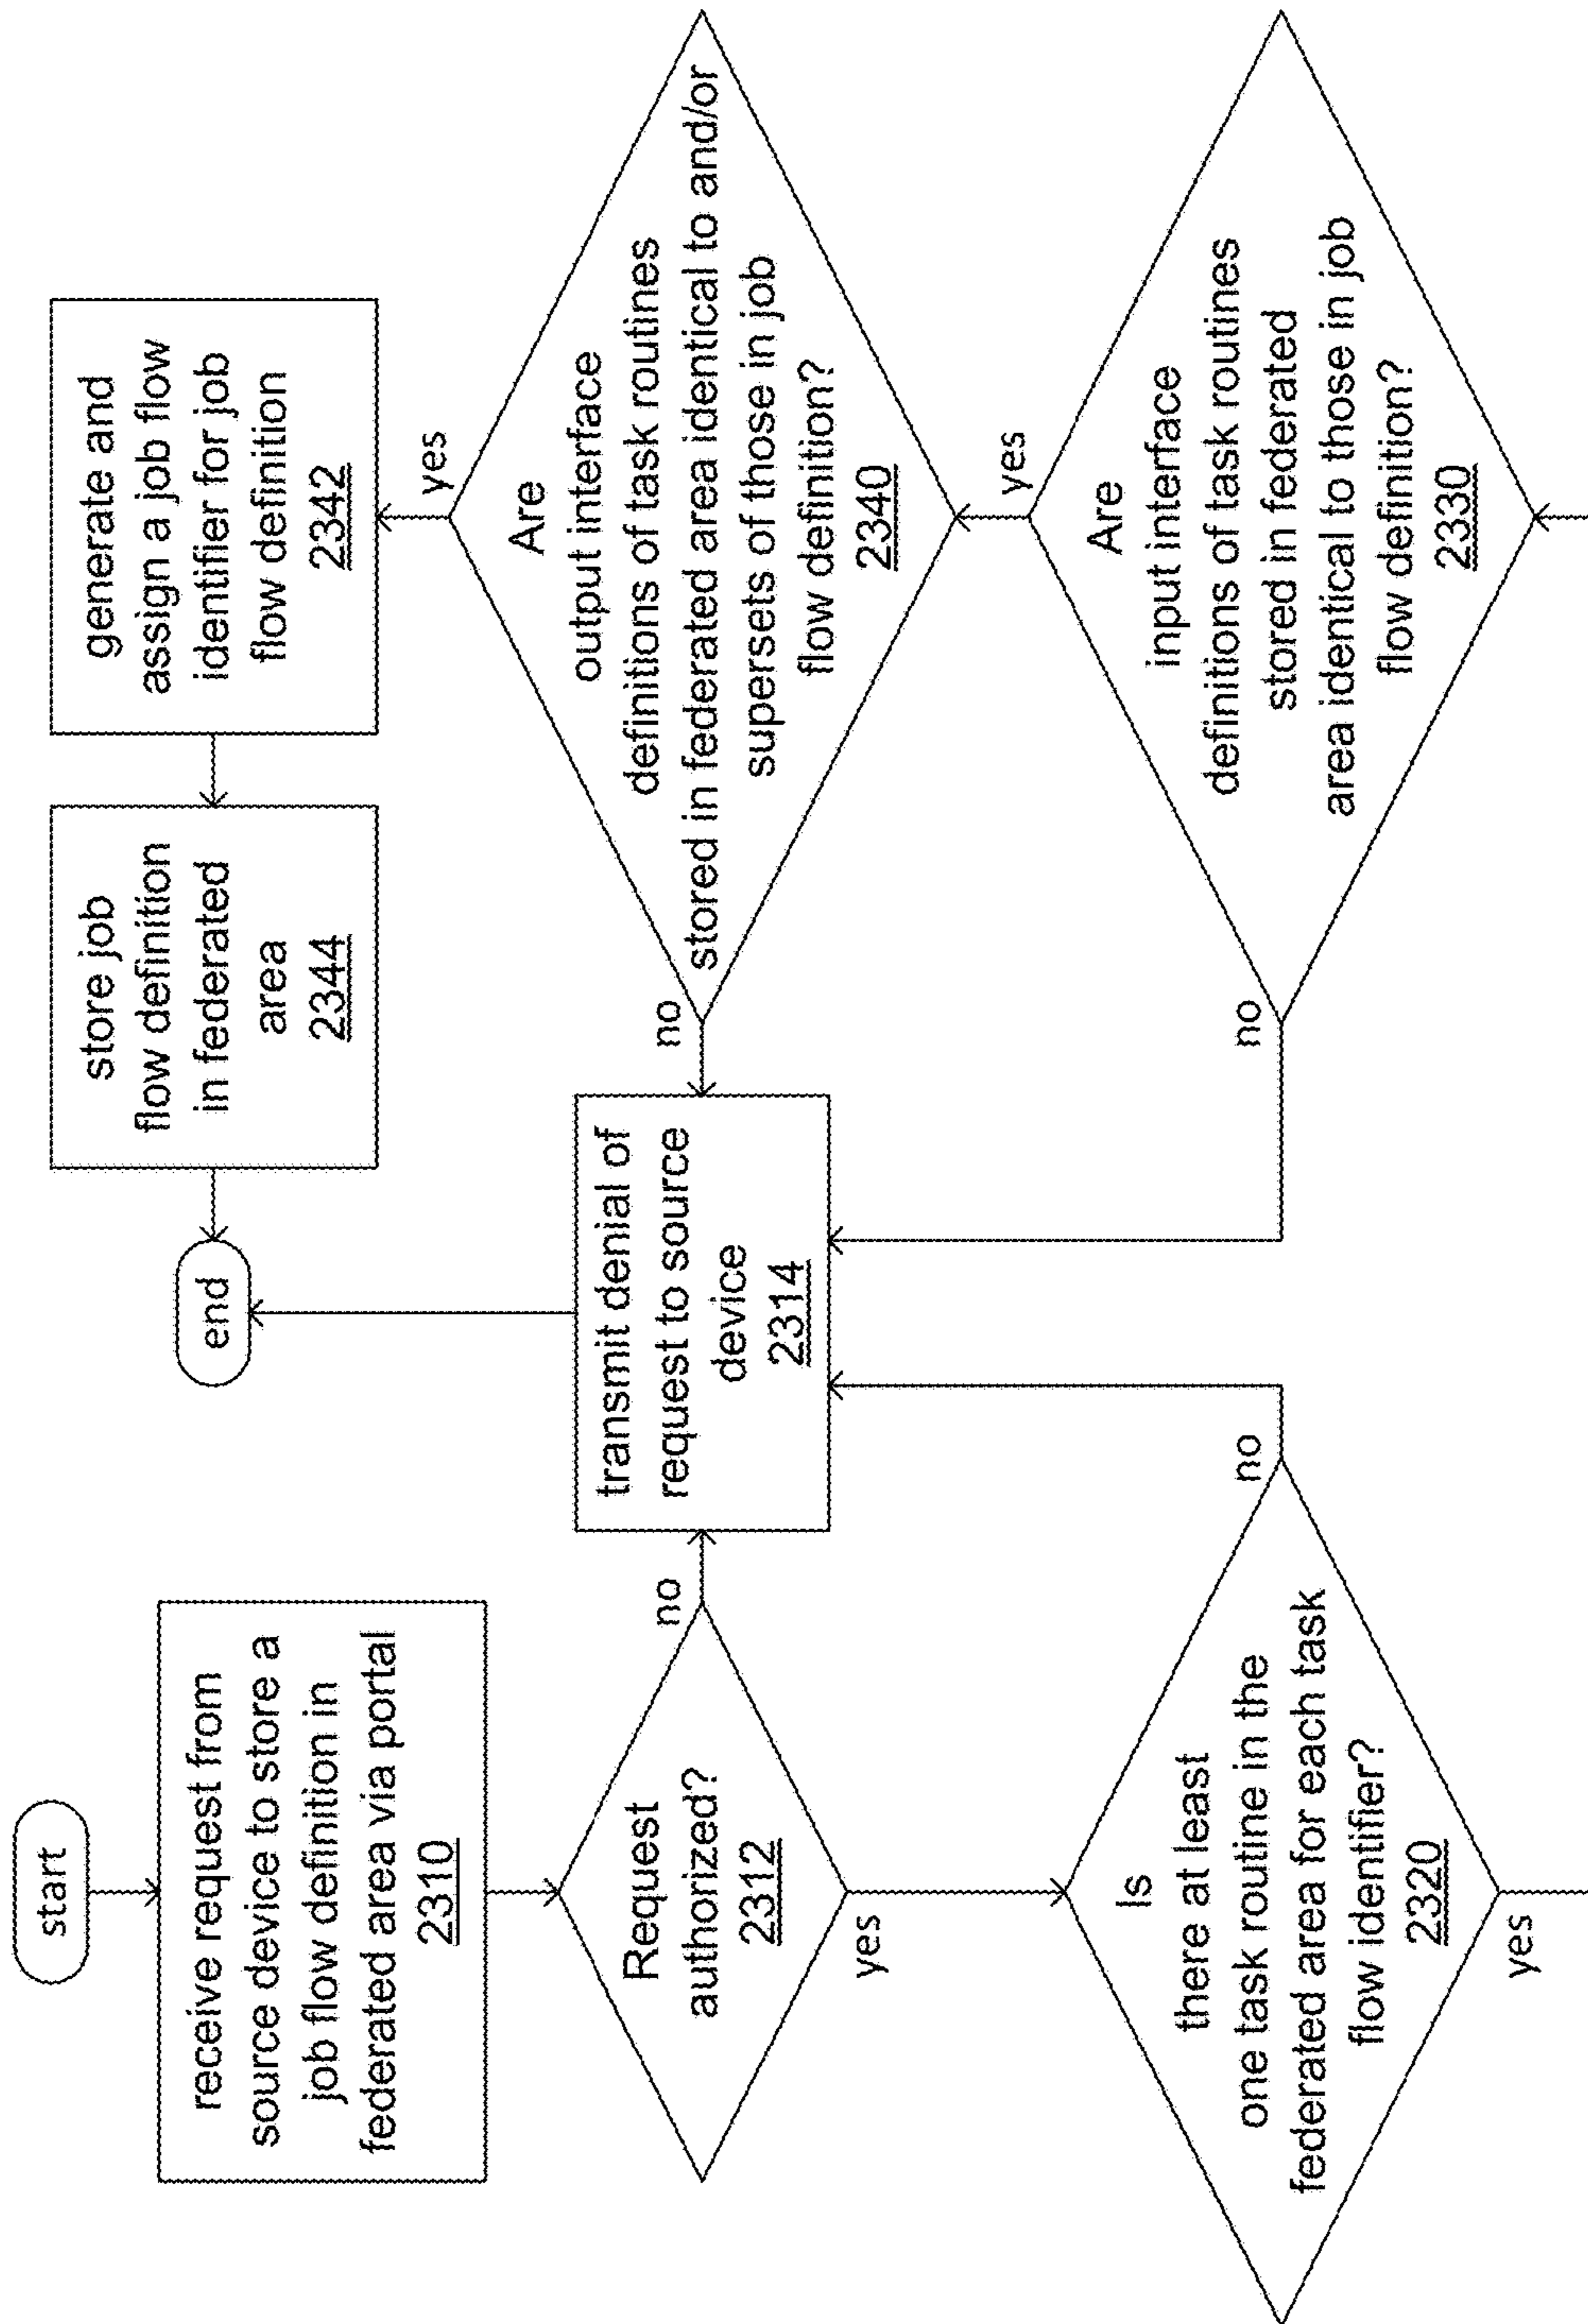 start
receive request from
source device to store a
job flow definition in
federated area via portal
2310
Request
authorized?
2312
no
yes
Is
there at least
one task routine in the
federated area for each task
flow identifier?
2320
no
yes
transmit denial of
request to source
device
2314
end
store job
flow definition
in federated
area
2344
generate and
assign a job flow
identifier for job
flow definition
2342
yes
Are
output interface
definitions of task routines
stored in federated area identical to and/or
supersets of those in job
flow definition?
2340
no
yes
Are
input interface
definitions of task routines
stored in federated
area identical to those in job
flow definition?
2330
no